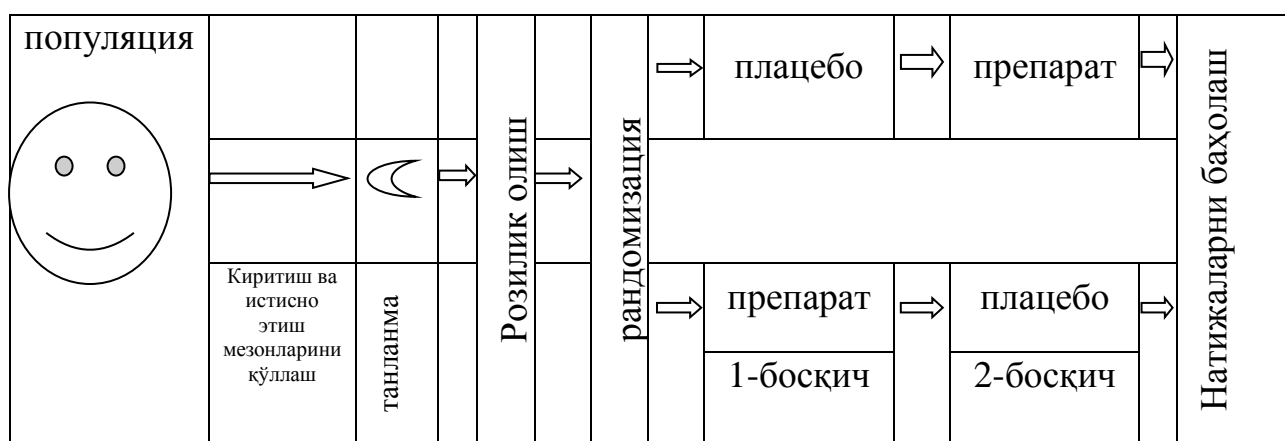 популяция
Киритиш ва
истисно
этиш
мезонларини
қўллаш
танланма
Розилик олиш
рандомизация
плацебо
препарат
препарат
плацебо
1-босқич
2-босқич
Натижаларни баҳолаш